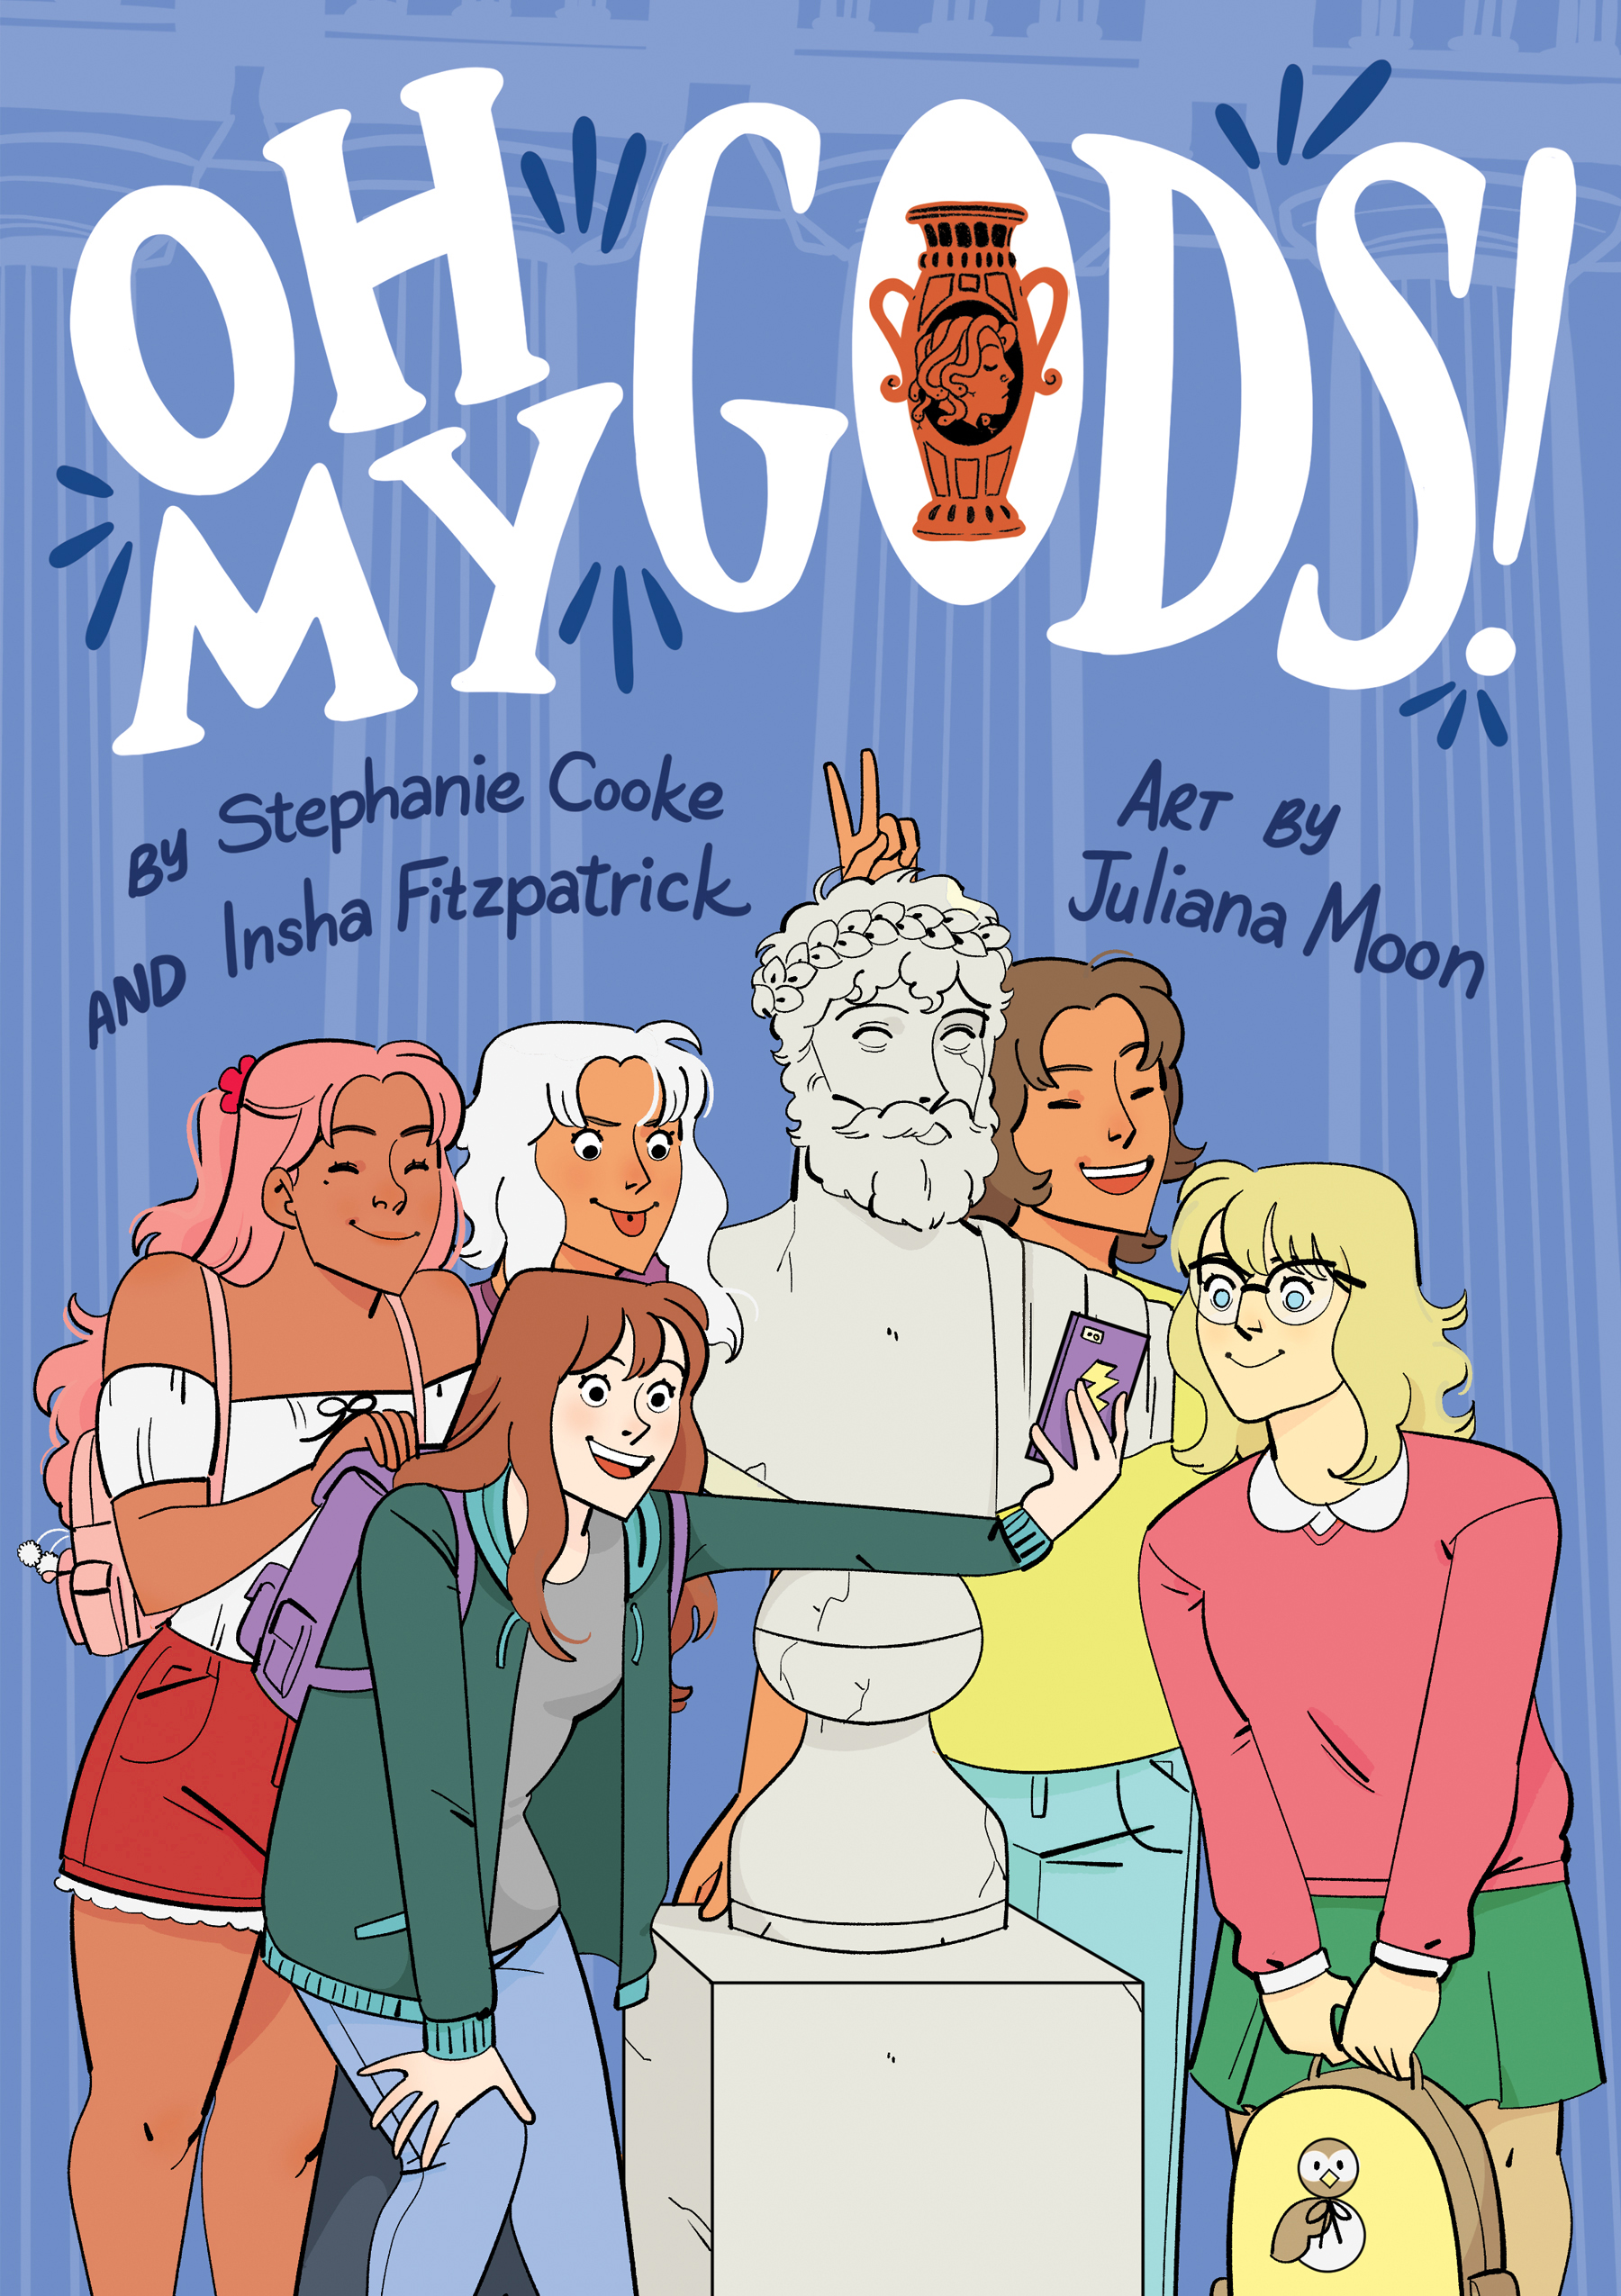 OH
MY
GODS!
BY Stephanie Cooke
AND Insha Fitzpatrick
ART BY
Juliana Moon